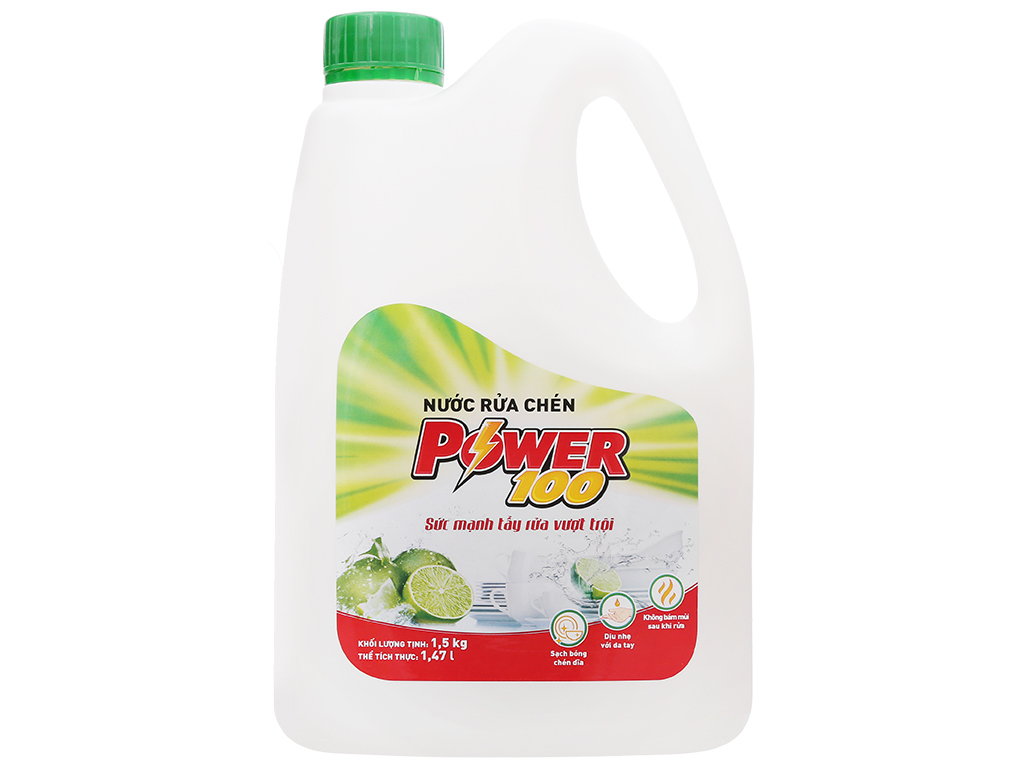 NƯỚC RỬA CHÉN
POWER
100
Sức mạnh tẩy rửa vượt trội
KHỐI LƯỢNG TỊNH: 1,5 kg
THỂ TÍCH THỰC: 1,47 l
Sạch bóng
chén dĩa
Dịu nhẹ
với da tay
Không bám mùi
sau khi rửa